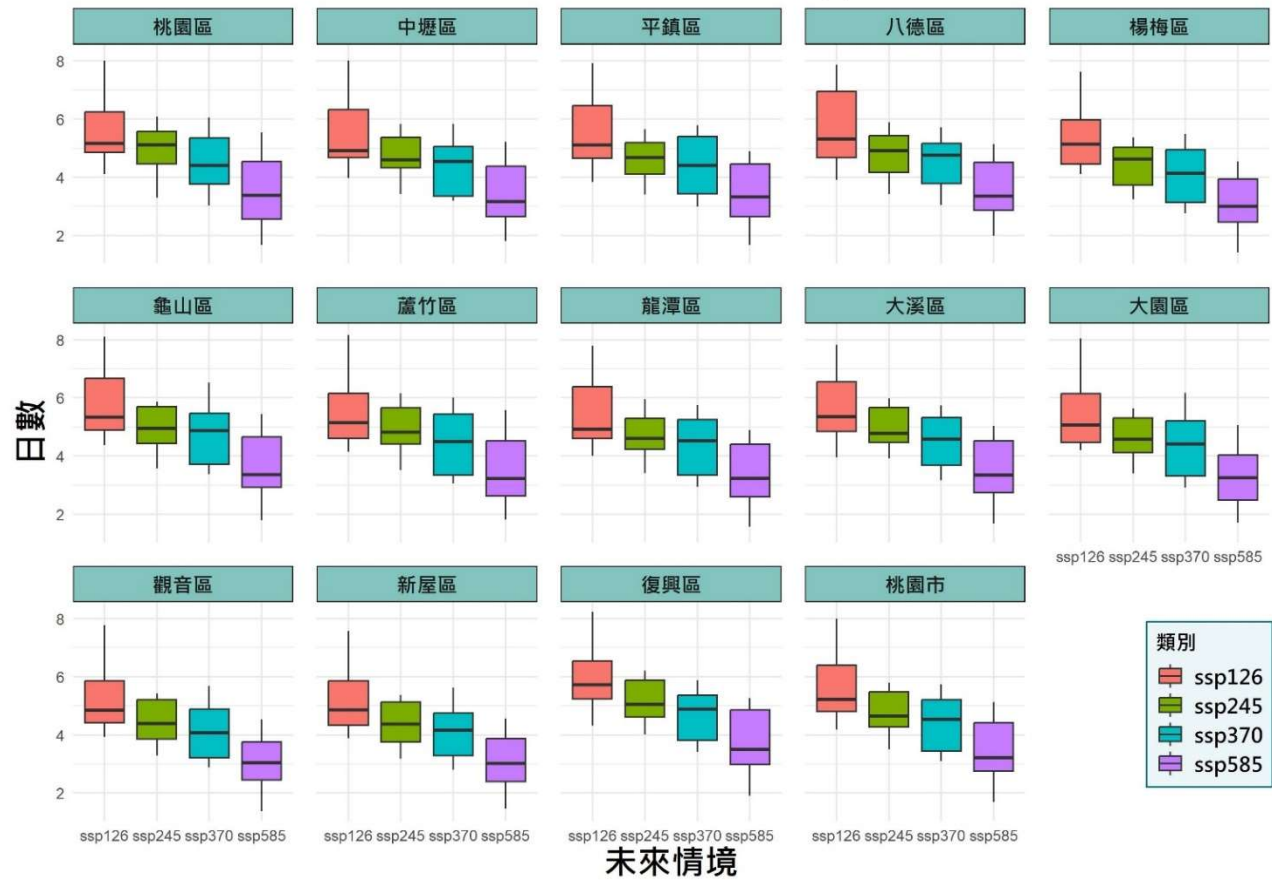 桃園區 中壢區 平鎮區 八德區 楊梅區
8
6
4
2
龜山區 蘆竹區 龍潭區 大溪區 大園區
8
6
4
2
日數
ssp126 ssp245 ssp370 ssp585
觀音區 新屋區 復興區 桃園市
8
6
4
2
ssp126 ssp245 ssp370 ssp585 ssp126 ssp245 ssp370 ssp585 ssp126 ssp245 ssp370 ssp585 ssp126 ssp245 ssp370 ssp585
未來情境
類別
ssp126
ssp245
ssp370
ssp585